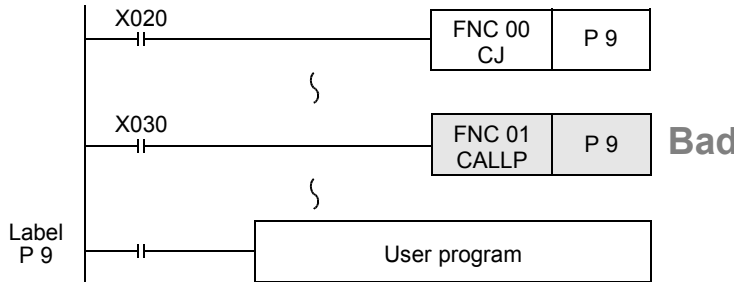 X020
FNC 00
CJ
P 9
X030
FNC 01
CALLP
P 9
Bad
Label
P 9
User program